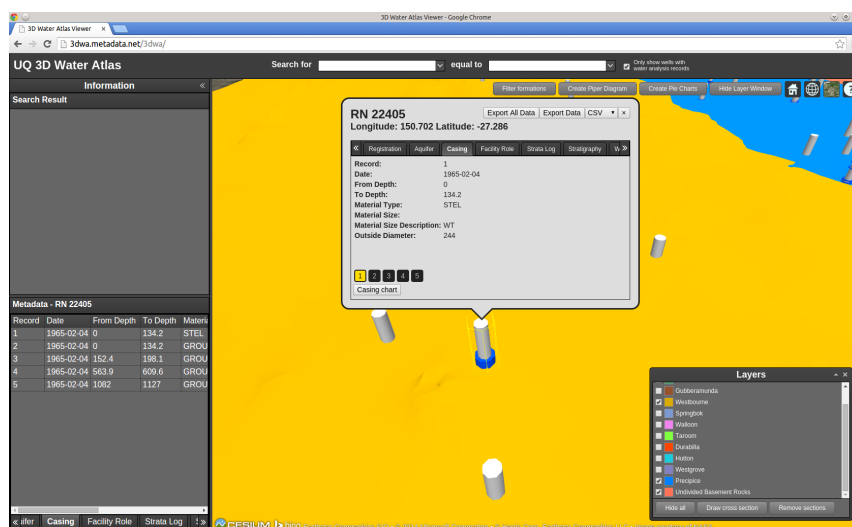 3D Water Atlas Viewer - Google Chrome
3D Water Atlas Viewer ×
3dwa.metadata.net/3dwa/
UQ 3D Water Atlas
Search for
equal to
Only show wells with
water analysis records
Information «
Search Result
Filter formations
Create Piper Diagram
Create Pie Charts
Hide Layer Window
?
RN 22405
Export All Data
Export Data
CSV
×
Longitude: 150.702 Latitude: -27.286
« Registration Aquifer Casing Facility Role Strata Log Stratigraphy W »
Record: 1
Date: 1965-02-04
From Depth: 0
To Depth: 134.2
Material Type: STEL
Material Size:
Material Size Description: WT
Outside Diameter: 244
1 2 3 4 5
Casing chart
Metadata - RN 22405
Record Date From Depth To Depth Materia
1 1965-02-04 0 134.2 STEL
2 1965-02-04 0 134.2 GROU
3 1965-02-04 152.4 198.1 GROU
4 1965-02-04 563.9 609.6 GROU
5 1965-02-04 1082 1127 GROU
« ifer Casing Facility Role Strata Log »
Layers
Gubberamunda
Westbourne
Springbok
Walloon
Taroom
Durabilla
Hutton
Westgrove
Precipice
Undivided Basement Rocks
Hide all
Draw cross section
Remove sections
CESIUM